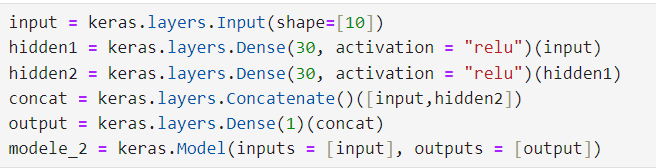 input = keras.layers.Input(shape=[10])
hidden1 = keras.layers.Dense(30, activation = "relu")(input)
hidden2 = keras.layers.Dense(30, activation = "relu")(hidden1)
concat = keras.layers.Concatenate()([input,hidden2])
output = keras.layers.Dense(1)(concat)
modele_2 = keras.Model(inputs = [input], outputs = [output])